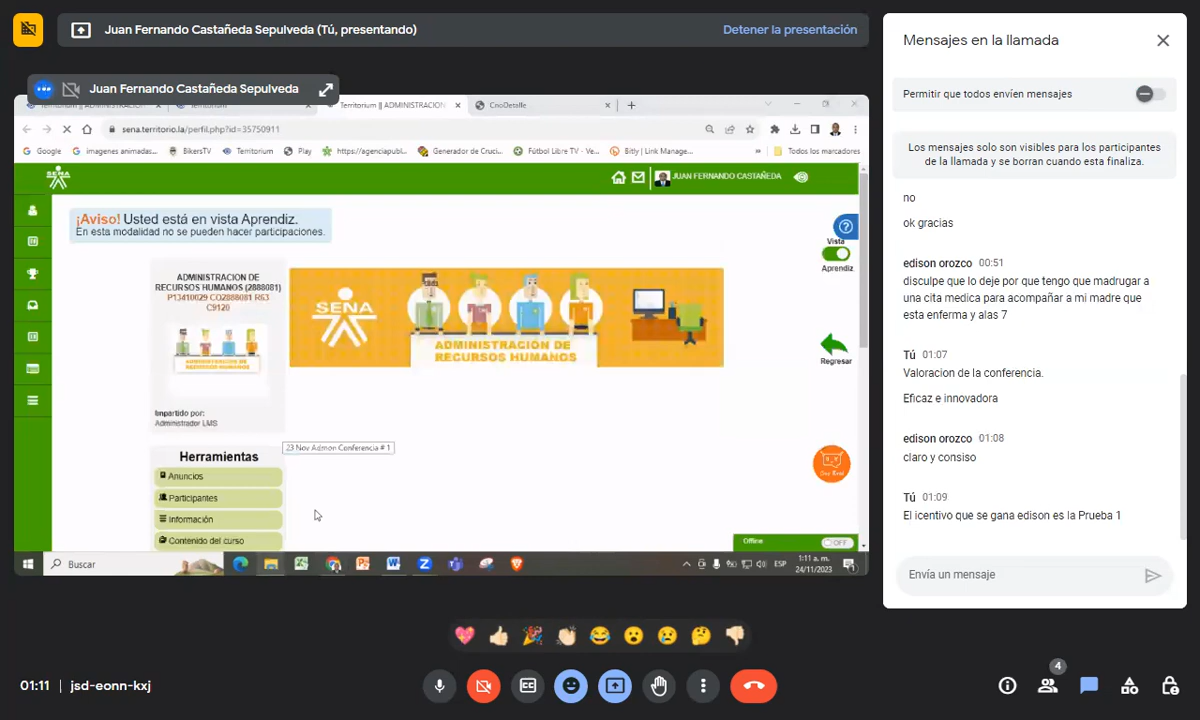 Juan Fernando Castañeda Sepulveda (Tú, presentando)
Detener la presentación
Juan Fernando Castañeda Sepulveda
Territorium || ADMINISTRACION
CnoDetalle
sena.territorio.la/perfil.php?id=35750911
Google
imagenes animadas...
BikersTV
Territorium
Play
https://agenciapubl...
Generador de Cruci...
Fútbol Libre TV - Ve...
Bitly | Link Manage...
»
Todos los marcadores
SENA
JUAN FERNANDO CASTAÑEDA
¡Aviso! Usted está en vista Aprendiz.
En esta modalidad no se pueden hacer participaciones.
Vista
Aprendiz
ADMINISTRACION DE
RECURSOS HUMANOS (2888081)
P13410029 CO2888081 R63
C9120
SENA
ADMINISTRACIÓN DE
RECURSOS HUMANOS
ADMINISTRACIÓN DE
RECURSOS HUMANOS
Regresar
Impartido por:
Administrador LMS
23 Nov Admon Conferencia # 1
Herramientas
Anuncios
Participantes
Información
Contenido del curso
Offline
OFF
Buscar
ESP
1:11 a. m.
24/11/2023
Mensajes en la llamada
Permitir que todos envíen mensajes
Los mensajes solo son visibles para los participantes
de la llamada y se borran cuando esta finaliza.
no
ok gracias
edison orozco 00:51
disculpe que lo deje por que tengo que madrugar a
una cita medica para acompañar a mi madre que
esta enferma y alas 7
Tú 01:07
Valoracion de la conferencia.
Eficaz e innovadora
edison orozco 01:08
claro y consiso
Tú 01:09
El icentivo que se gana edison es la Prueba 1
Envía un mensaje
01:11 | jsd-eonn-kxj
4